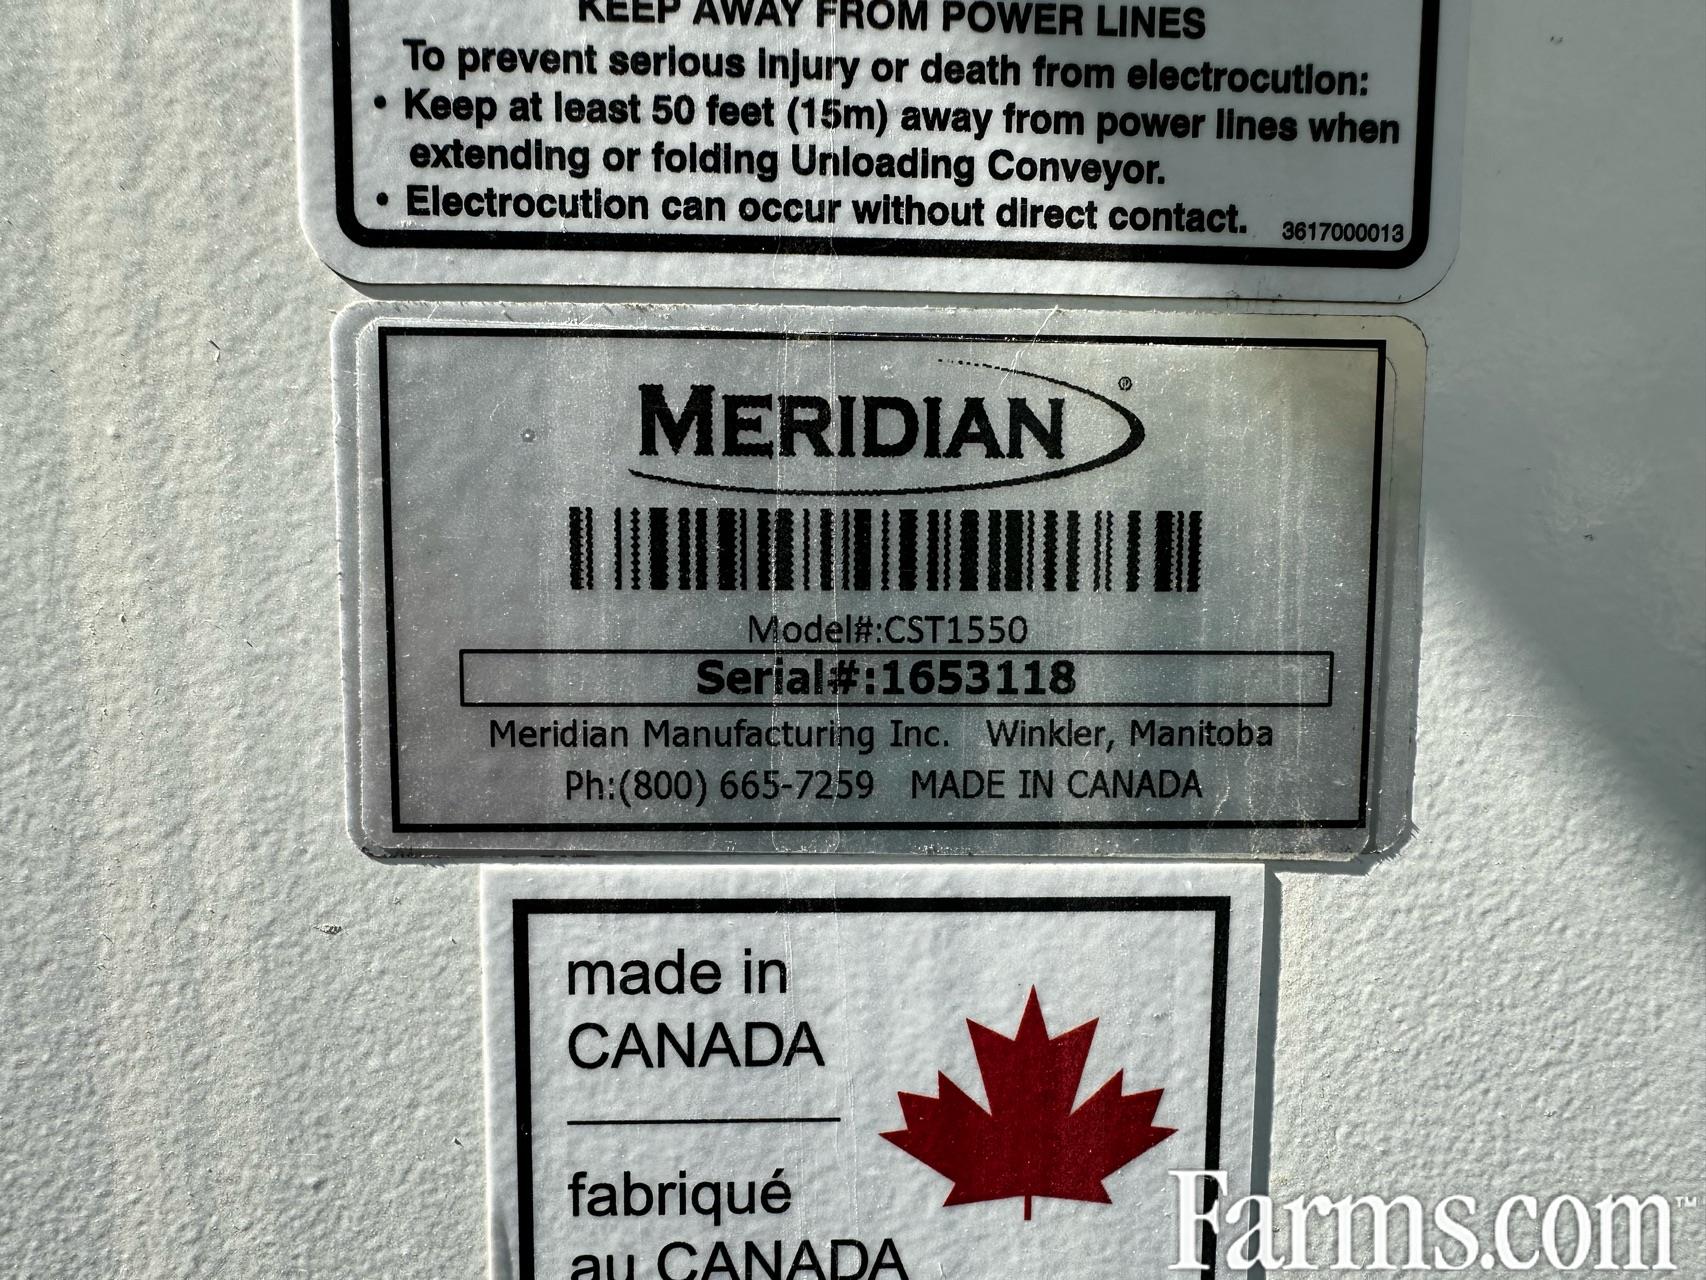 KEEP AWAY FROM POWER LINES
To prevent serious injury or death from electrocution:
• Keep at least 50 feet (15m) away from power lines when
extending or folding Unloading Conveyor.
• Electrocution can occur without direct contact.
3617000013
MERIDIAN®
Model#:CST1550
Serial#:1653118
Meridian Manufacturing Inc. Winkler, Manitoba
Ph:(800) 665-7259 MADE IN CANADA
made in
CANADA
fabriqué
au CANADA
Farms.com™